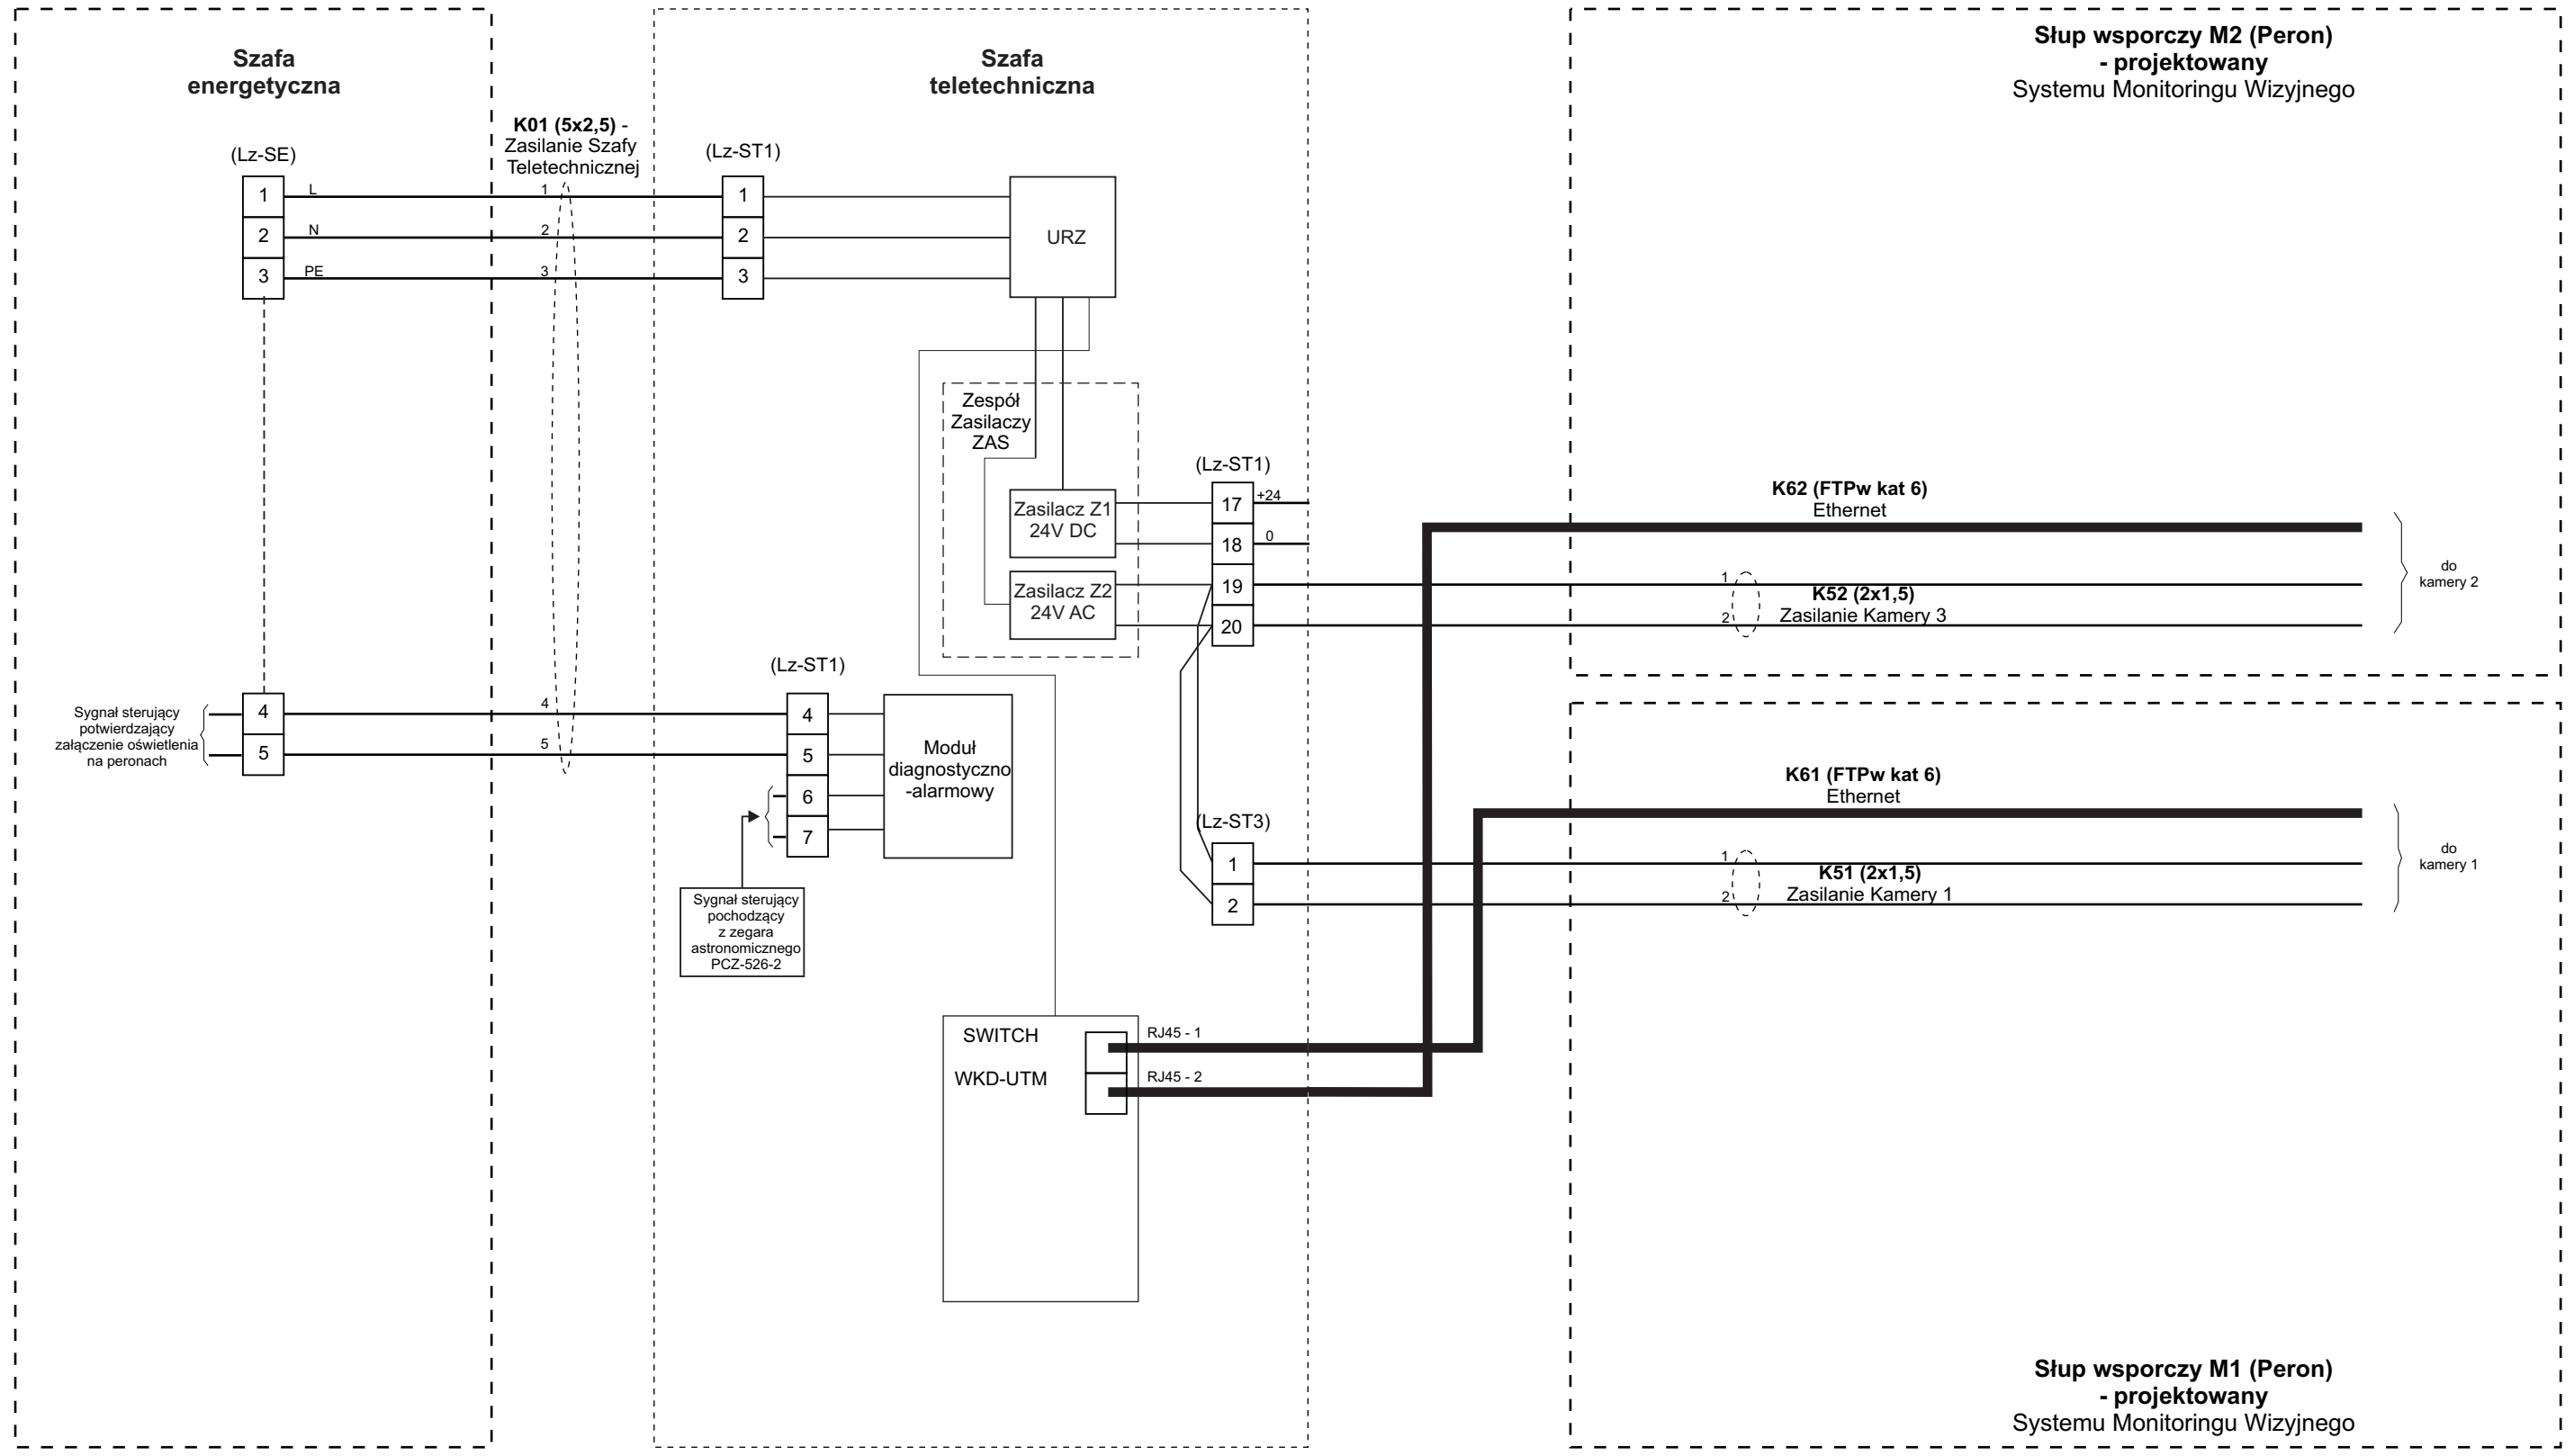 Szafa
energetyczna
(Lz-SE)
1
L
2
N
3
PE
Sygnał sterujący
potwierdzający
załączenie oświetlenia
na peronach
4
5
K01 (5x2,5) -
Zasilanie Szafy
Teletechnicznej
1
2
3
4
5
Szafa
teletechniczna
(Lz-ST1)
1
2
3
URZ
Zespół
Zasilaczy
ZAS
Zasilacz Z1
24V DC
Zasilacz Z2
24V AC
(Lz-ST1)
17
+24
18
0
19
20
(Lz-ST1)
4
5
6
7
Moduł
diagnostyczno
-alarmowy
Sygnał sterujący
pochodzący
z zegara
astronomicznego
PCZ-526-2
(Lz-ST3)
1
2
SWITCH
WKD-UTM
RJ45 - 1
RJ45 - 2
Słup wsporczy M2 (Peron)
- projektowany
Systemu Monitoringu Wizyjnego
K62 (FTPw kat 6)
Ethernet
1
K52 (2x1,5)
2
Zasilanie Kamery 3
do
kamery 2
K61 (FTPw kat 6)
Ethernet
1
K51 (2x1,5)
2
Zasilanie Kamery 1
do
kamery 1
Słup wsporczy M1 (Peron)
- projektowany
Systemu Monitoringu Wizyjnego